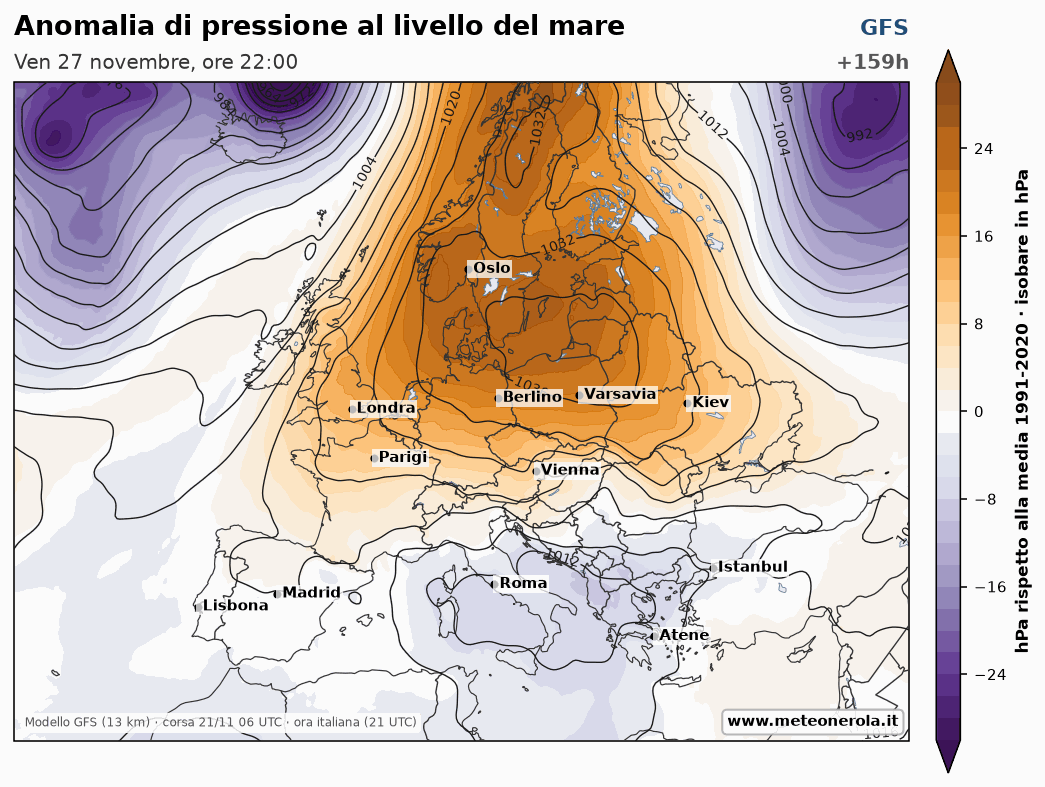 Anomalia di pressione al livello del mare
GFS
Ven 27 novembre, ore 22:00
+159h
1020
1032
1012
1004
992
1004
1032
Oslo
Berlino
Varsavia
Kiev
Londra
Parigi
Vienna
1012
Roma
Istanbul
Madrid
Lisbona
Atene
Modello GFS (13 km) · corsa 21/11 06 UTC · ora italiana (21 UTC)
www.meteonerola.it
24
16
8
0
−8
−16
−24
hPa rispetto alla media 1991-2020 · isobare in hPa